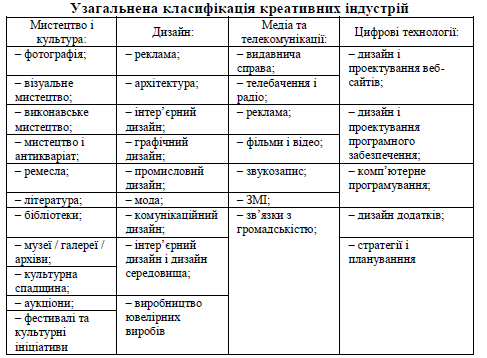 Узагальнена класифікація креативних індустрій
Мистецтво і
культура:
Дизайн:
Медіа та
телекомунікації:
Цифрові технології:
– фотографія;
– реклама;
– видавнича
справа;
– дизайн і
проектування веб-
сайтів;
– візуальне
мистецтво;
– архітектура;
– телебачення і
радіо;
– виконавське
мистецтво;
– інтер’єрний
дизайн;
– реклама;
– дизайн і
проектування
програмного
забезпечення;
– мистецтво і
антикваріат;
– графічний
дизайн;
– фільми і відео;
– ремесла;
– промисловий
дизайн;
– звукозапис;
– комп’ютерне
програмування;
– література;
– мода;
– ЗМІ;
– бібліотеки;
– комунікаційний
дизайн;
– зв’язки з
громадськістю;
– дизайн додатків;
– музеї / галереї /
архіви;
– інтер’єрний
дизайн і дизайн
середовища;
– стратегії і
плануванння
– культурна
спадщина;
– аукціони;
– виробництво
ювелірних
виробів
– фестивалі та
культурні
ініціативи